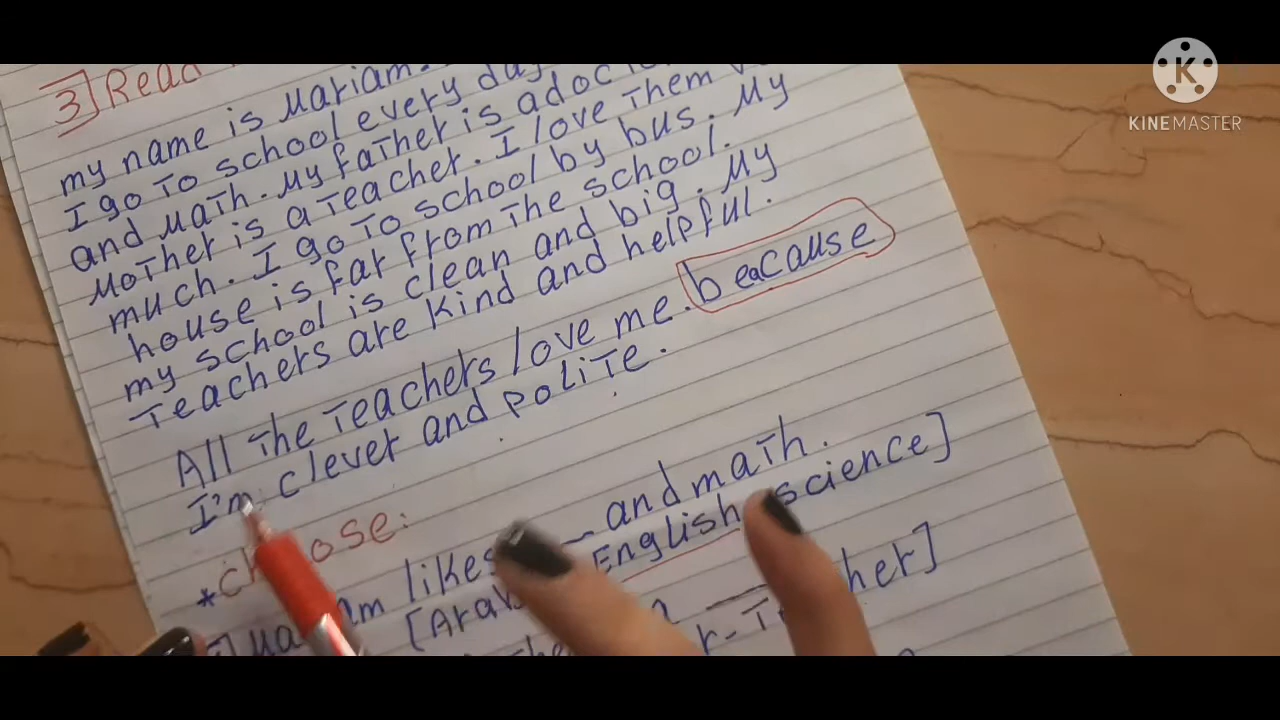 3] Read
my name is Mariam.
I go to school every day
and math. My father is a doc
Mother is a teacher. I love them
much. I go to school by bus. My
house is far from the school.
my school is clean and big. My
Teachers are kind and helpful.
All the teachers love me. beacause
I'm clever and polite.
*choose:
likes and math.
English science]
KINEMASTER